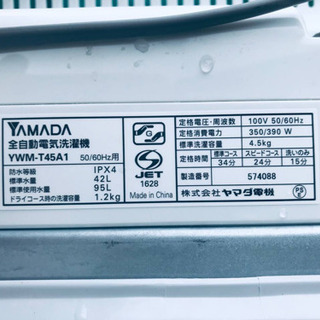 YAMADA
全自動電気洗濯機
YWM-T45A1 50/60Hz用
防水等級 IPX4
標準水量 42L
標準使用水量 95L
ドライコース時の洗濯容量 1.2kg
S
JET
1628
Made in China
定格電圧・周波数 100V 50/60Hz
定格消費電力 350/390 W
標準洗濯・脱水容量 4.5kg
目安時間 標準コース スピードコース 洗いのみ
34分 24分 15分
製造番号 574088
株式会社 ヤマダ電機
PS
E